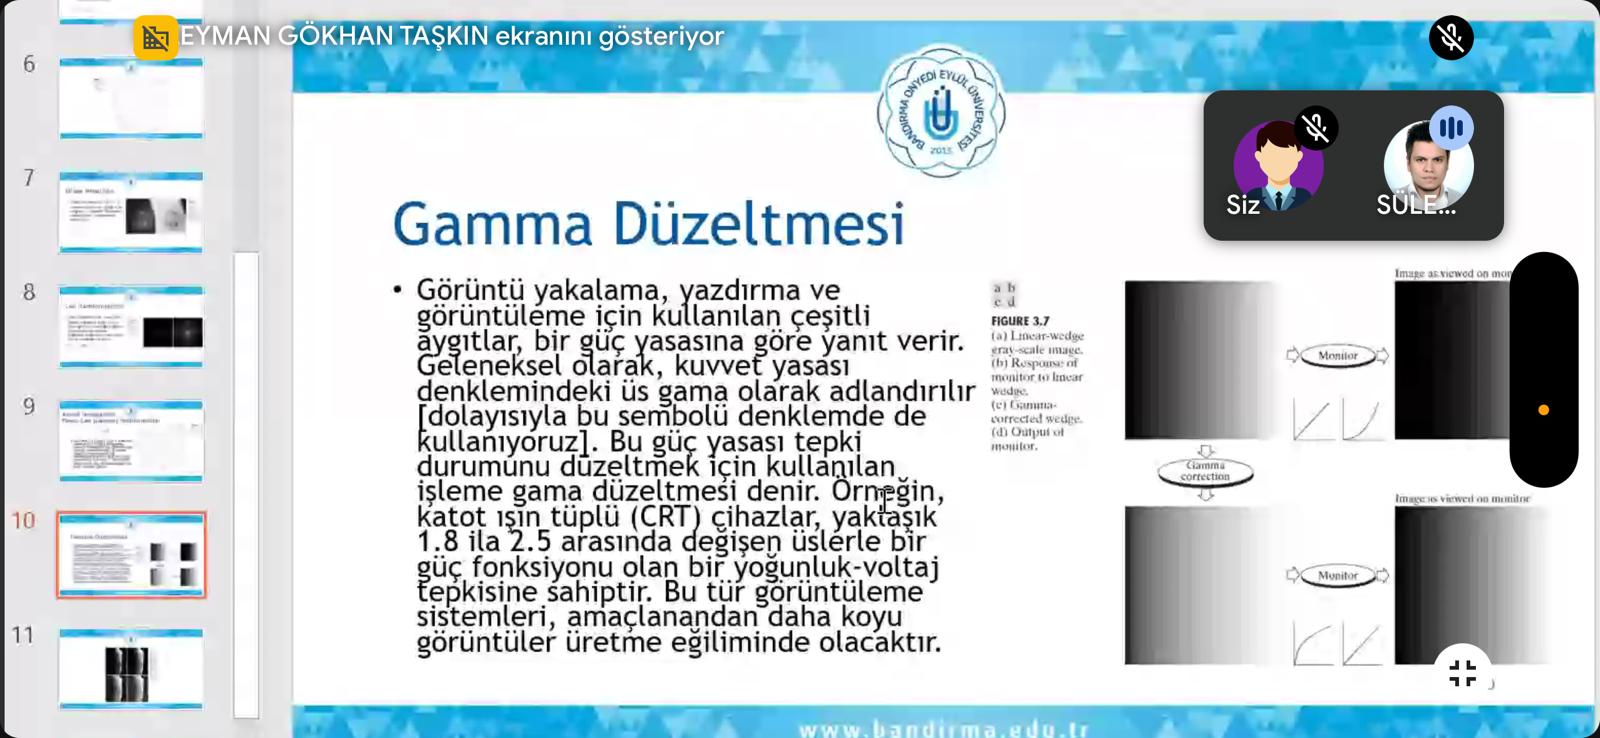 EYMAN GÖKHAN TAŞKIN ekranını gösteriyor
6
7
8
9
10
11
BANDIRMA ONYEDİ EYLÜL ÜNİVERSİTESİ
2015
Siz
SÜLE...
Gamma Düzeltmesi
• Görüntü yakalama, yazdırma ve
görüntüleme için kullanılan çeşitli
aygıtlar, bir güç yasasına göre yanıt verir.
Geleneksel olarak, kuvvet yasası
denklemindeki üs gama olarak adlandırılır
[dolayısıyla bu sembolü denklemde de
kullanıyoruz]. Bu güç yasası tepki
durumunu düzeltmek için kullanılan
işleme gama düzeltmesi denir. Örneğin,
katot ışın tüplü (CRT) cihazlar, yaklaşık
1.8 ila 2.5 arasında değişen üslerle bir
güç fonksiyonu olan bir yoğunluk-voltaj
tepkisine sahiptir. Bu tür görüntüleme
sistemleri, amaçlanandan daha koyu
görüntüler üretme eğiliminde olacaktır.
a b
c d
FIGURE 3.7
(a) Linear-wedge
gray-scale image.
(b) Response of
monitor to linear
wedge.
(c) Gamma-
corrected wedge.
(d) Output of
monitor.
Image as viewed on mon
Monitor
Gamma
correction
Image as viewed on monitor
Monitor
www.bandirma.edu.tr